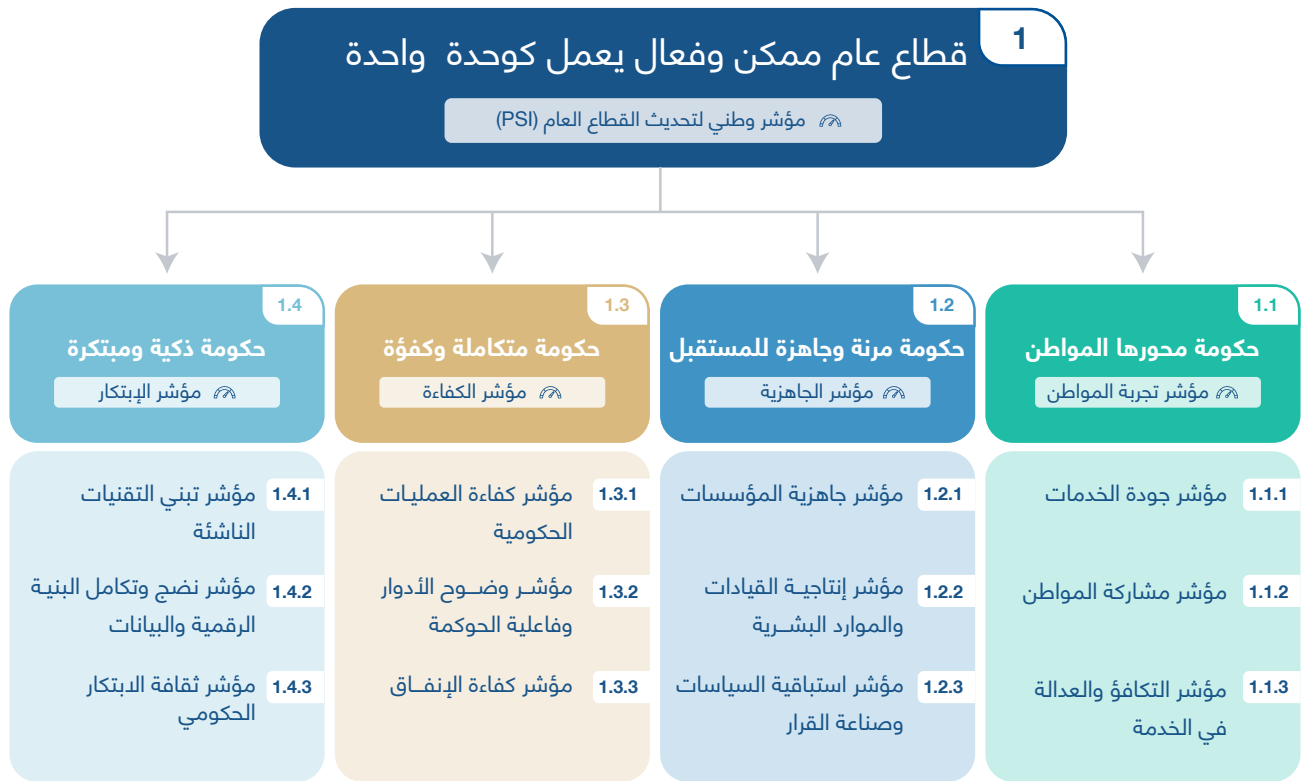 1
قطاع عام ممكن وفعال يعمل كوحدة واحدة
مؤشر وطني لتحديث القطاع العام (PSI)
1.1
حكومة محورها المواطن
مؤشر تجربة المواطن
1.1.1 مؤشر جودة الخدمات
1.1.2 مؤشر مشاركة المواطن
1.1.3 مؤشر التكافؤ والعدالة
في الخدمة
1.2
حكومة مرنة وجاهزة للمستقبل
مؤشر الجاهزية
1.2.1 مؤشر جاهزية المؤسسات
1.2.2 مؤشر إنتاجيـة القيادات
والموارد البشـرية
1.2.3 مؤشر استباقية السياسات
وصناعة القرار
1.3
حكومة متكاملة وكفؤة
مؤشر الكفاءة
1.3.1 مؤشر كفاءة العمليـات
الحكومية
1.3.2 مؤشـر وضـوح الأدوار
وفاعلية الحوكمة
1.3.3 مؤشر كفاءة الإنفـاق
1.4
حكومة ذكية ومبتكرة
مؤشر الإبتكار
1.4.1 مؤشر تبني التقنيات
الناشئة
1.4.2 مؤشر نضج وتكامل البنيـة
الرقمية والبيانات
1.4.3 مؤشر ثقافة الابتكار
الحكومي